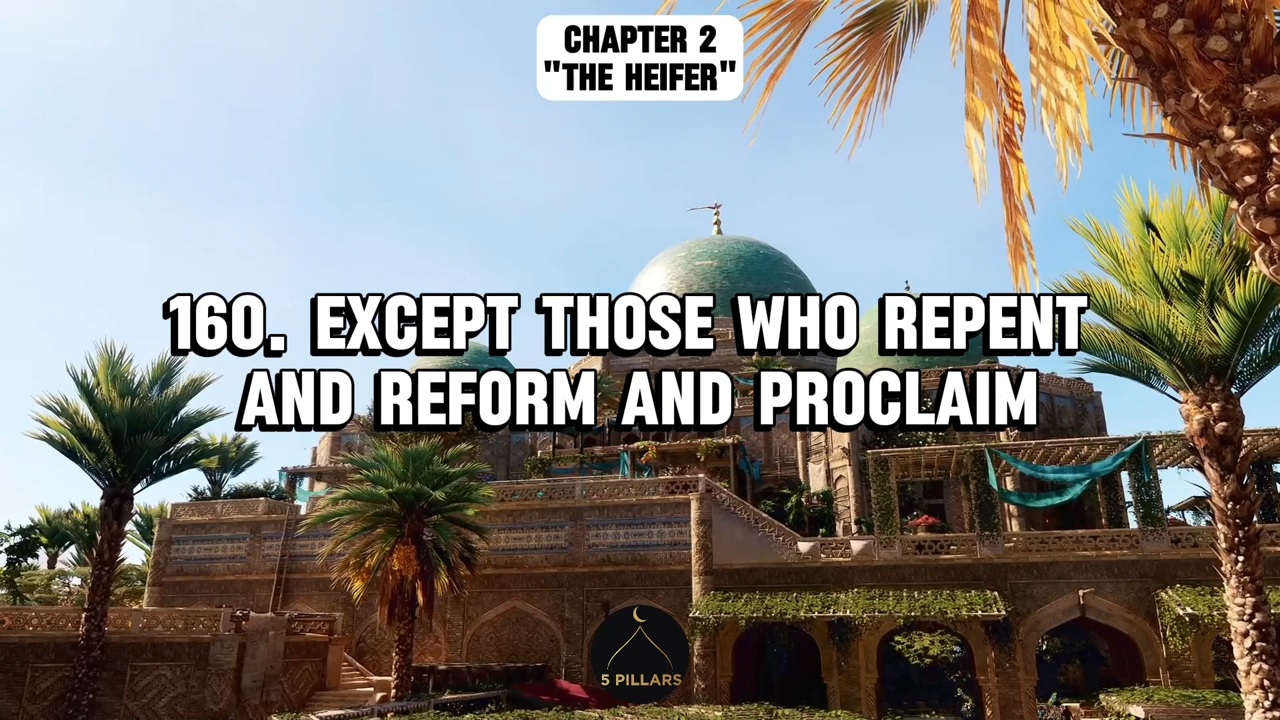 CHAPTER 2
"THE HEIFER"
160. EXCEPT THOSE WHO REPENT
AND REFORM AND PROCLAIM
5 PILLARS